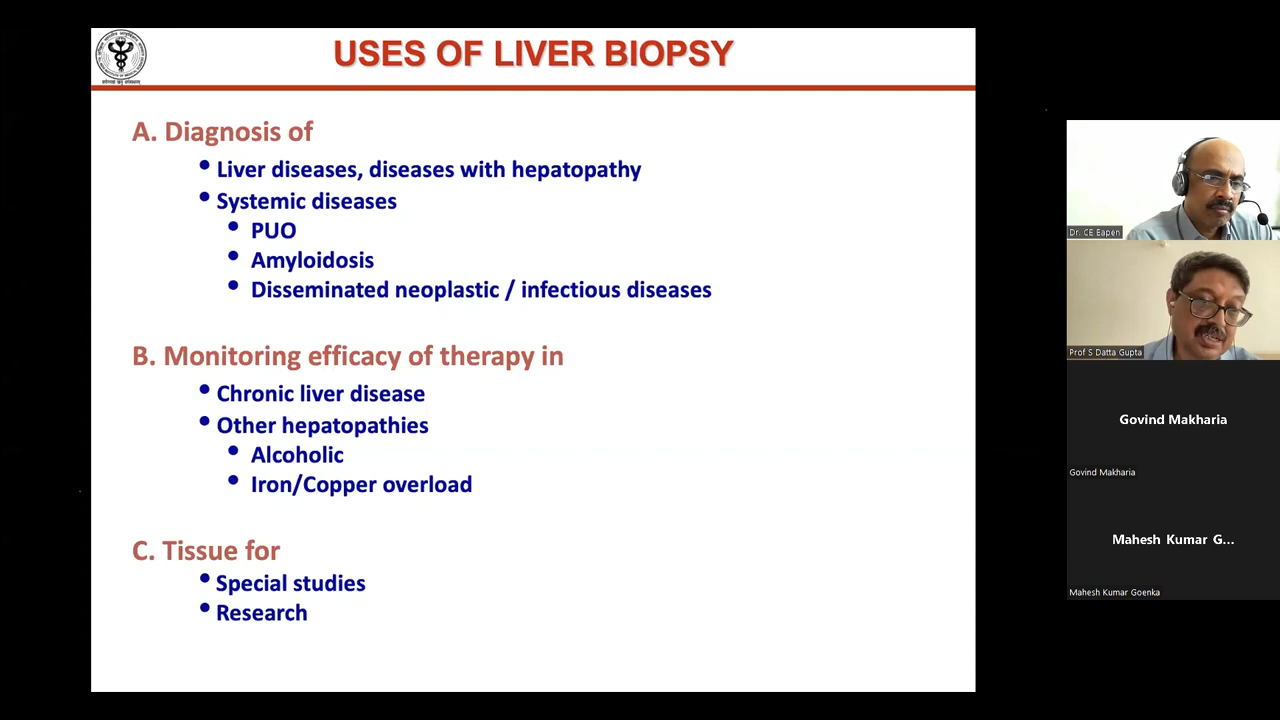 USES OF LIVER BIOPSY
A. Diagnosis of
• Liver diseases, diseases with hepatopathy
• Systemic diseases
• PUO
• Amyloidosis
• Disseminated neoplastic / infectious diseases
B. Monitoring efficacy of therapy in
• Chronic liver disease
• Other hepatopathies
• Alcoholic
• Iron/Copper overload
C. Tissue for
• Special studies
• Research
Dr. CE Eapen
Prof S Datta Gupta
Govind Makharia
Govind Makharia
Mahesh Kumar G...
Mahesh Kumar Goenka